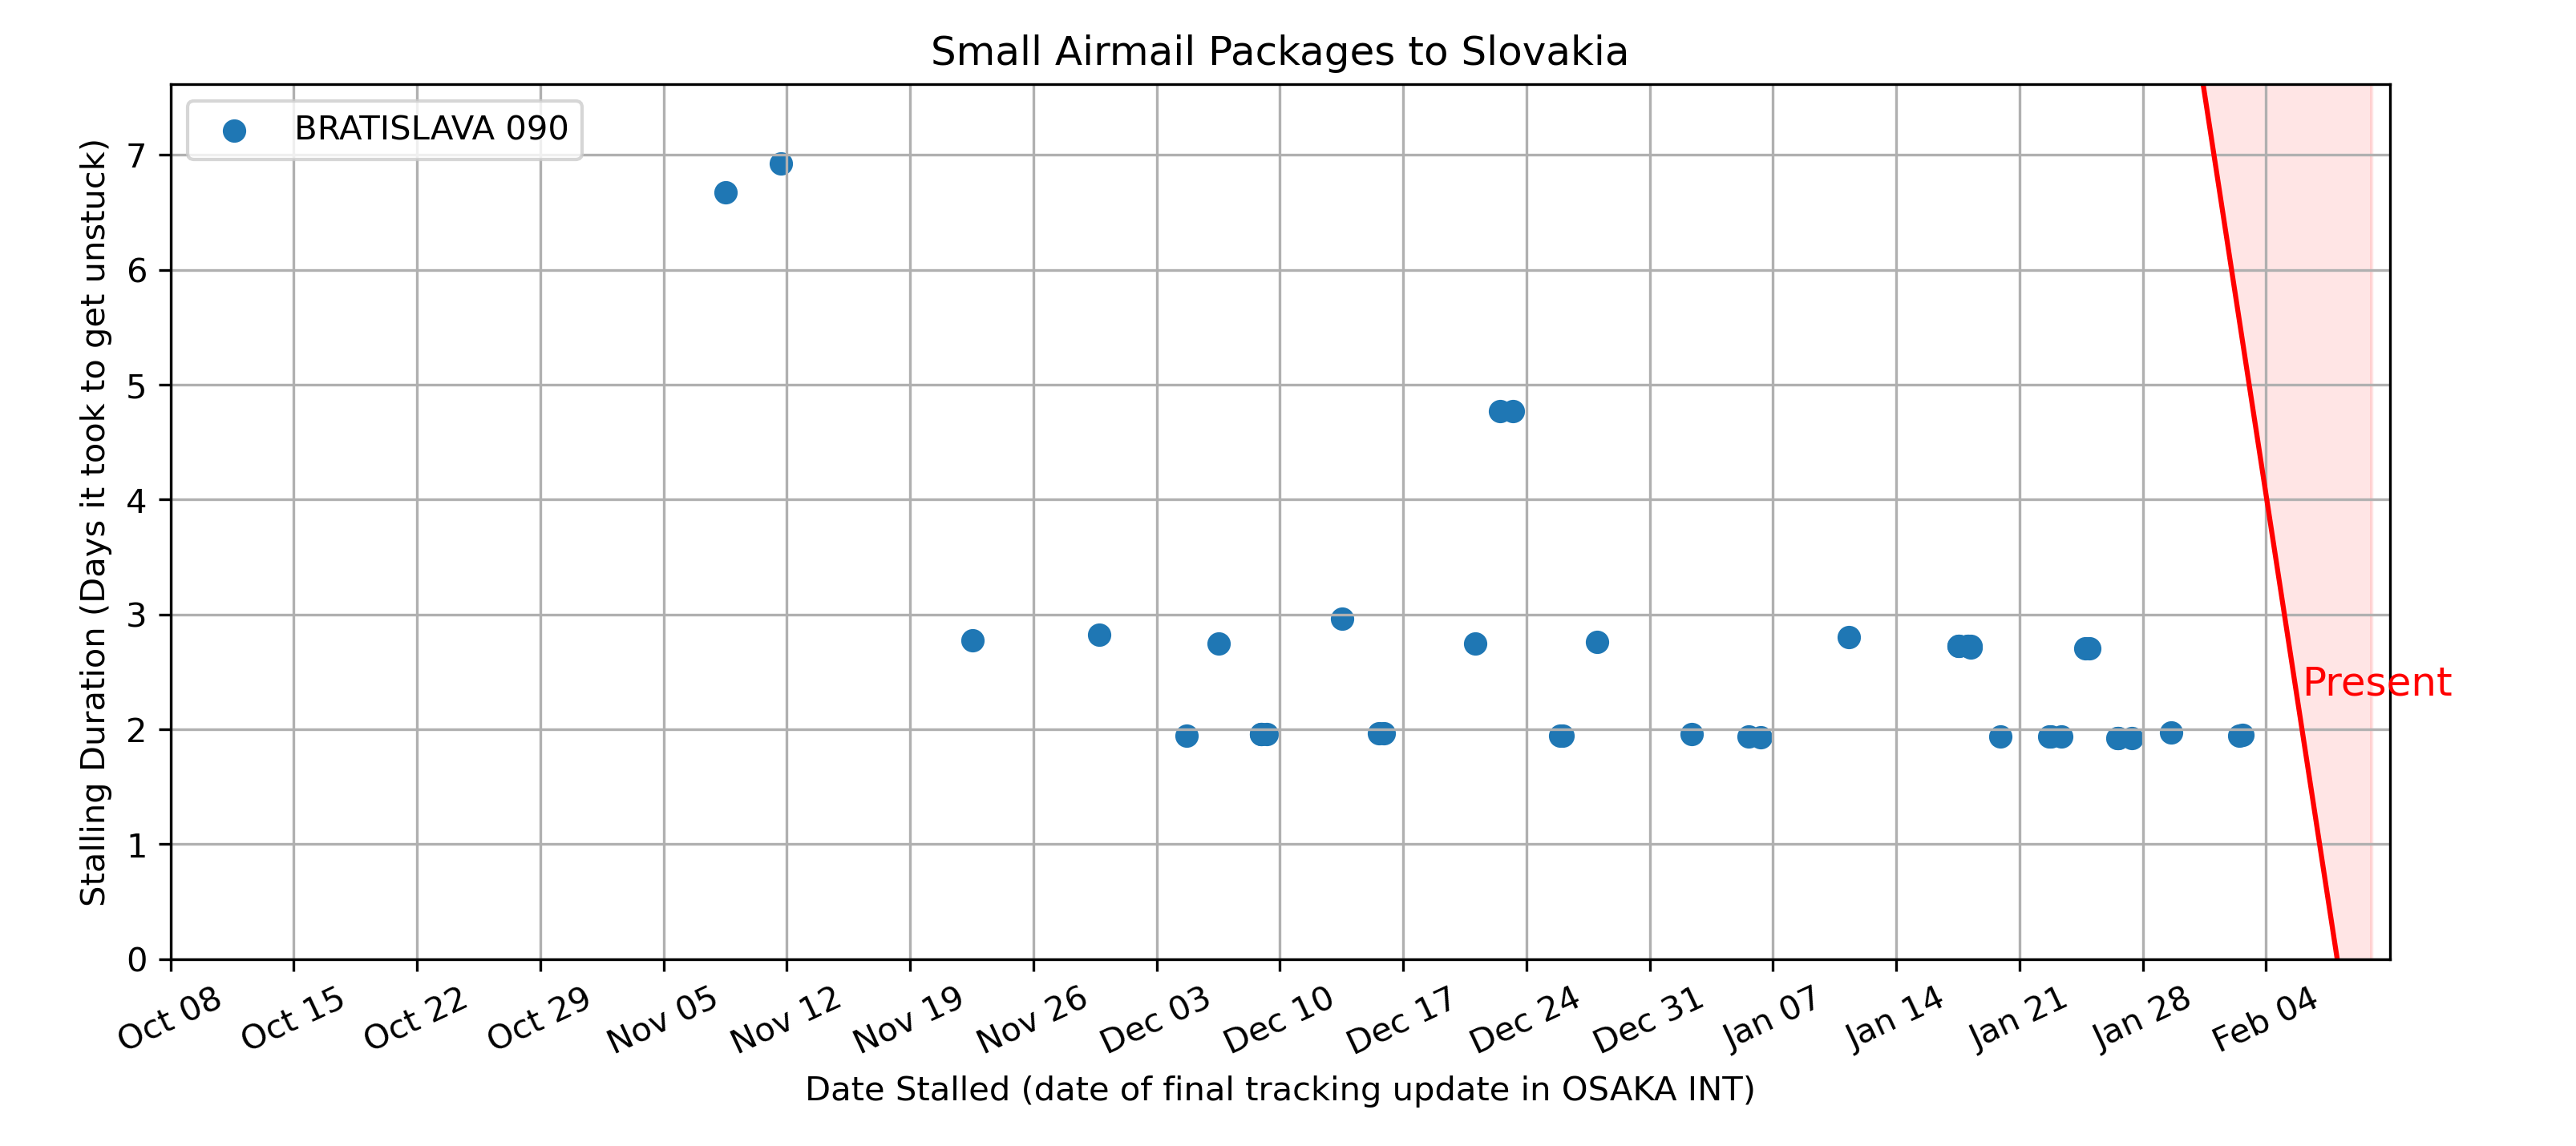 Small Airmail Packages to Slovakia
BRATISLAVA 090
Stalling Duration (Days it took to get unstuck)
7
6
5
4
3
2
1
0
Present
Oct 08
Oct 15
Oct 22
Oct 29
Nov 05
Nov 12
Nov 19
Nov 26
Dec 03
Dec 10
Dec 17
Dec 24
Dec 31
Jan 07
Jan 14
Jan 21
Jan 28
Feb 04
Date Stalled (date of final tracking update in OSAKA INT)